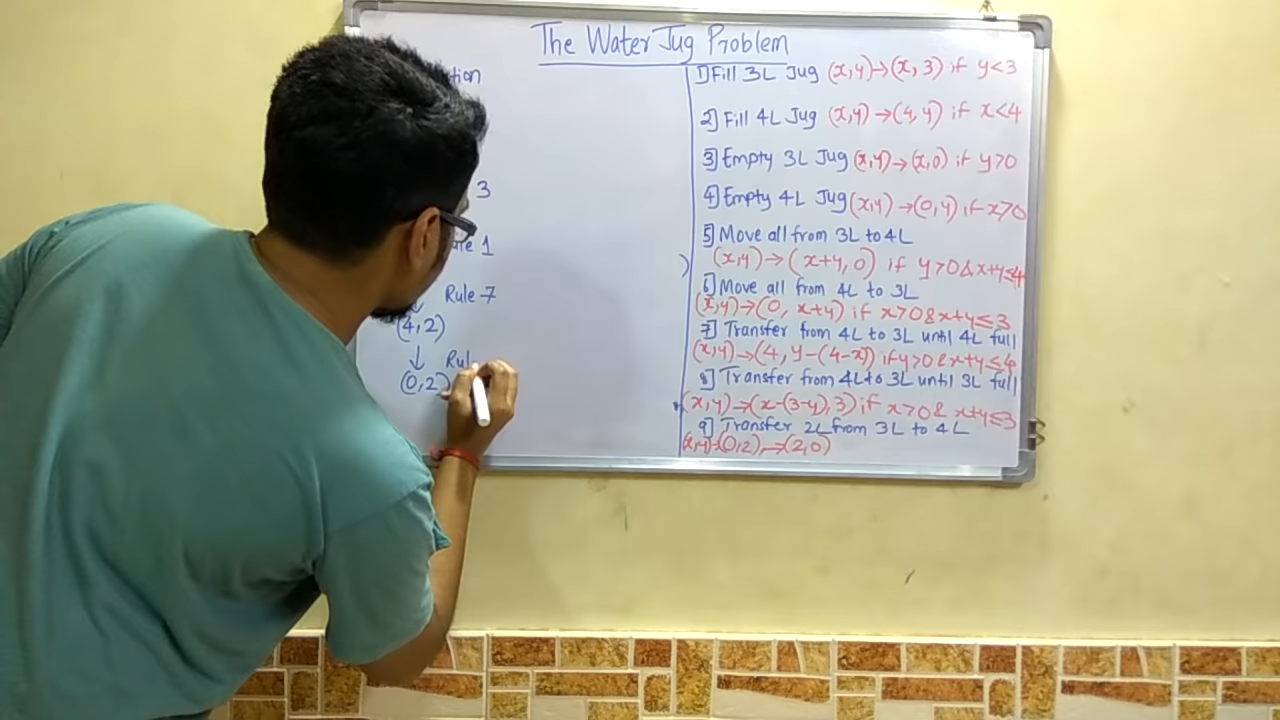 The Water Jug Problem
3
1
Rule-7
(4,2)
↓
(0,2)
1] Fill 3L Jug (x,y)→(x, 3) if y<3
2] Fill 4L Jug (x,y)→(4,y) if x<4
3] Empty 3L Jug (x,y)→(x,0) if y>0
4] Empty 4L Jug (x,y)→(0,y) if x>0
5] Move all from 3L to 4L
(x,y)→(x+y,0) if y>0&x+y≤4
6] Move all from 4L to 3L
(x,y)→(0, x+y) if x>0&x+y≤3
7] Transfer from 4L to 3L until 4L full
(x,y)→(4, y-(4-x)) if y>0&x+y≤4
8] Transfer from 4L to 3L until 3L full
(x,y)→(x-(3-y),3) if x>0 & x+y≤3
9] Transfer 2L from 3L to 4L
(x,y)→(0,2)→(2,0)